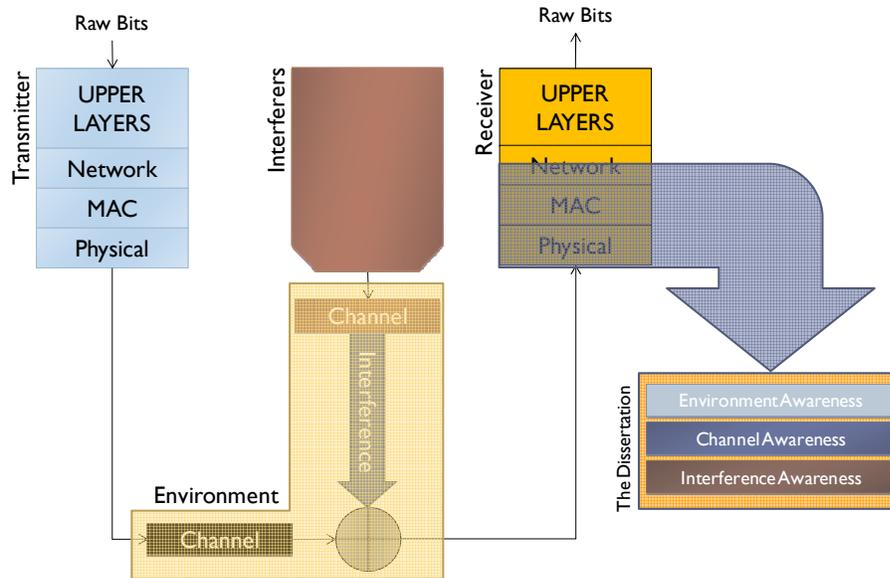 Raw Bits
Transmitter
UPPER
LAYERS
Network
MAC
Physical
Interferers
Channel
Interference
Environment
Channel
Raw Bits
Receiver
UPPER
LAYERS
Network
MAC
Physical
The Dissertation
Environment Awareness
Channel Awareness
Interference Awareness